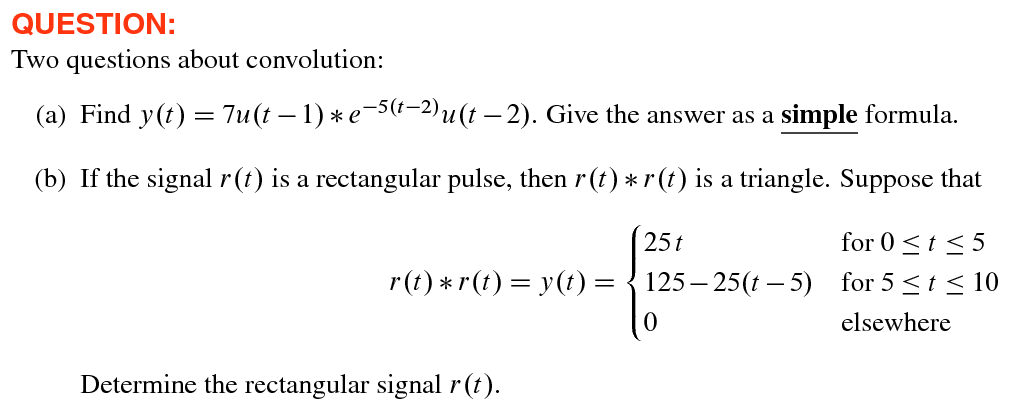 QUESTION:
Two questions about convolution:
(a) Find y(t) = 7u(t − 1) ∗ e^{−5(t−2)}u(t − 2). Give the answer as a simple formula.
(b) If the signal r(t) is a rectangular pulse, then r(t) ∗ r(t) is a triangle. Suppose that
25t for 0 ≤ t ≤ 5
r(t) ∗ r(t) = y(t) = { 125 − 25(t − 5) for 5 ≤ t ≤ 10
0 elsewhere
Determine the rectangular signal r(t).